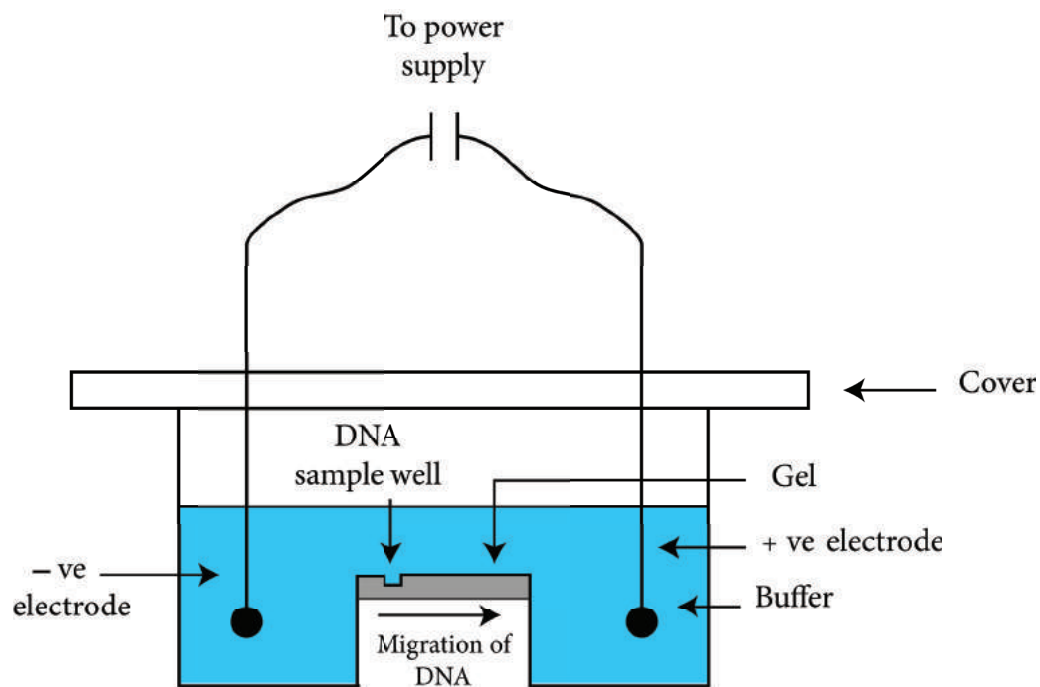 To power
supply
Cover
DNA
sample well
Gel
+ ve electrode
– ve
electrode
Buffer
Migration of
DNA